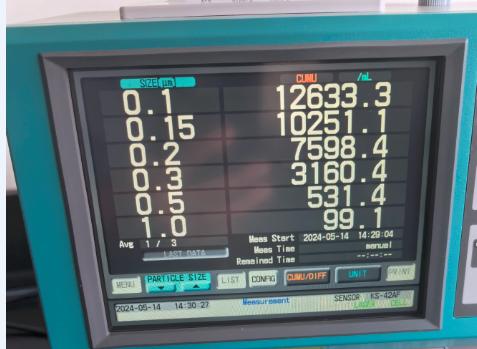 SIZE[μm] CUMU /mL
0.1 12633.3
0.15 10251.1
0.2 7598.4
0.3 3160.4
0.5 531.4
1.0 99.1
Avg 1 / 3 Meas Start 2024-05-14 14:29:04
LAST DATA Meas Time manual
Remained Time --:--:--
MENU PARTICLE SIZE LIST CONFIG CUMU/DIFF UNIT PRINT
2024-05-14 14:30:27 Measurement SENSOR KS-42AF
LASER CELL